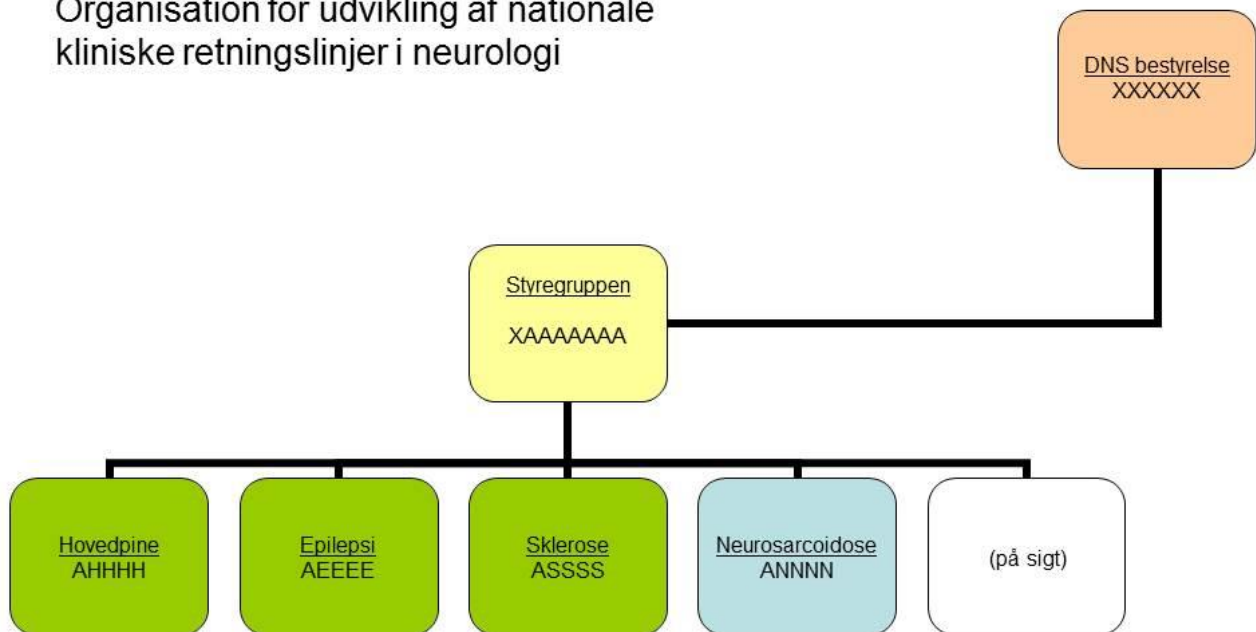 Organisation for udvikling af nationale
kliniske retningslinjer i neurologi
DNS bestyrelse
XXXXXX
Styregruppen
XAAAAAAA
Hovedpine
AHHHH
Epilepsi
AEEEE
Sklerose
ASSSS
Neurosarcoidose
ANNNN
(på sigt)